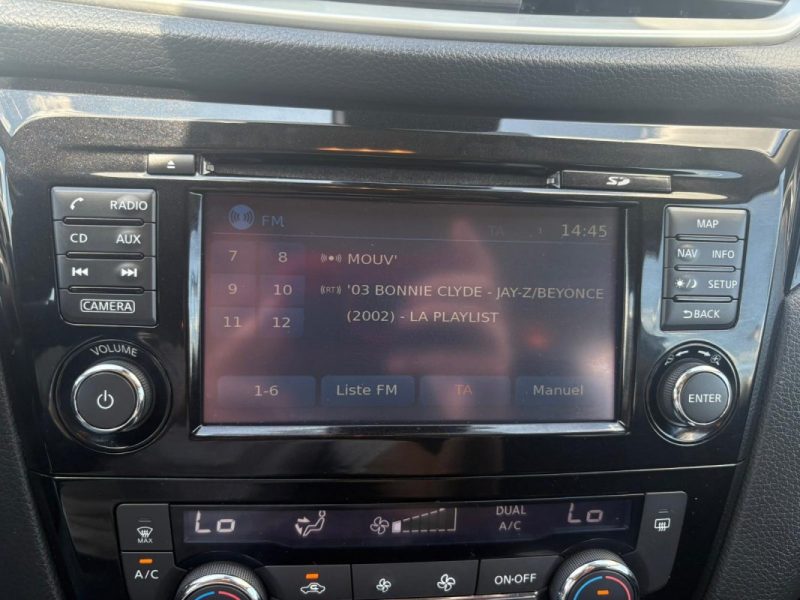 RADIO
CD AUX
CAMERA
VOLUME
FM TA 1 14:45
7 8 MOUV'
9 10 RT '03 BONNIE CLYDE - JAY-Z/BEYONCE
11 12 (2002) - LA PLAYLIST
1-6 Liste FM TA Manuel
MAP
NAV INFO
SETUP
BACK
ENTER
SD
MAX
Lo DUAL Lo
A/C
A/C
ON·OFF